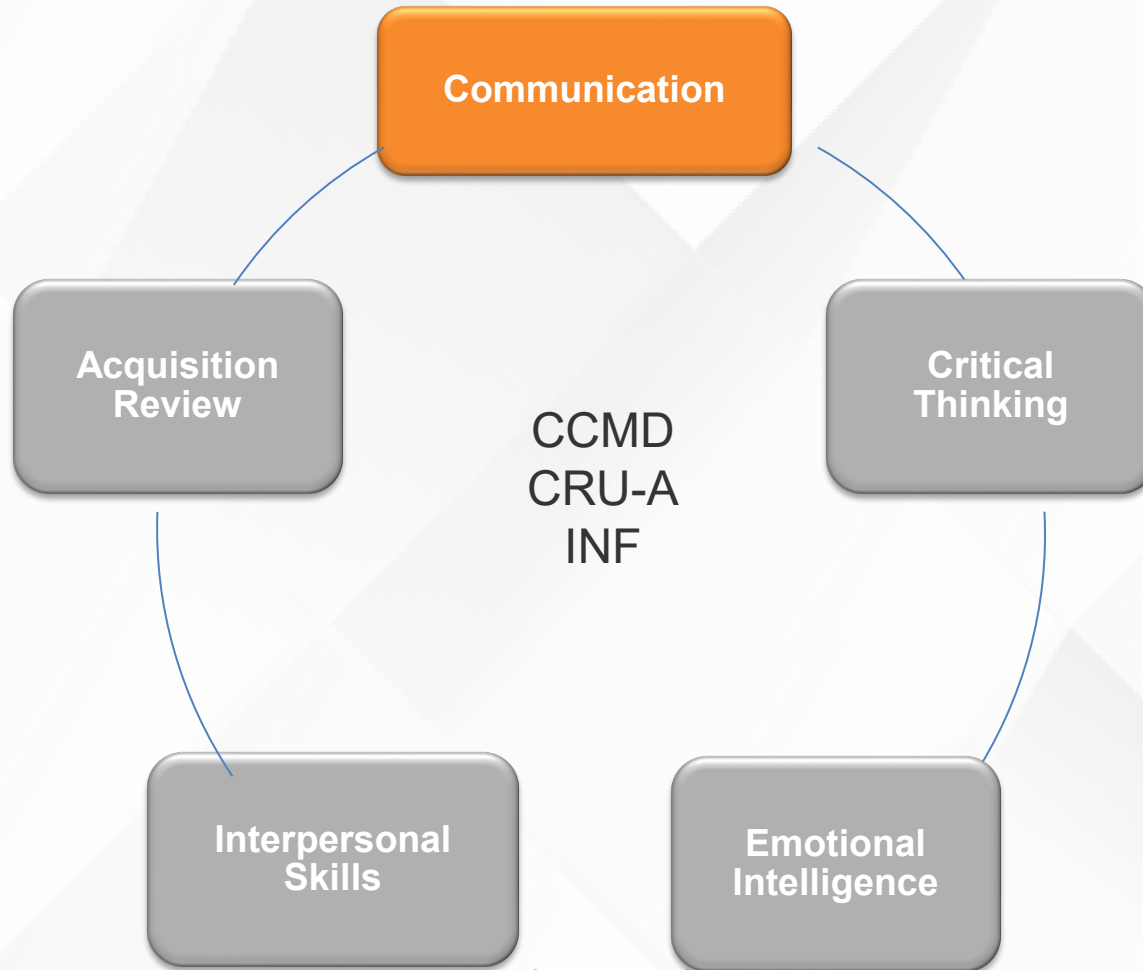 Communication
Acquisition
Review
Critical
Thinking
CCMD
CRU-A
INF
Interpersonal
Skills
Emotional
Intelligence